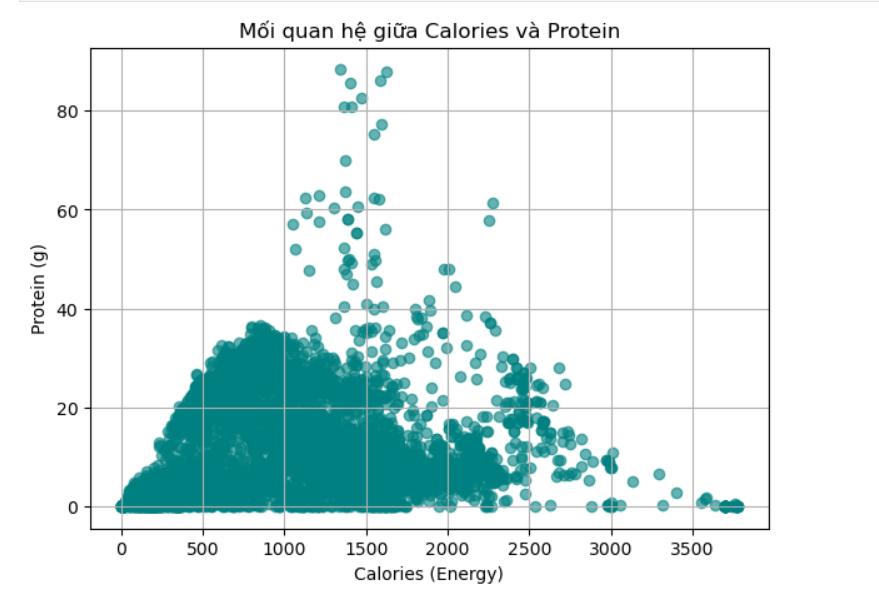 Mối quan hệ giữa Calories và Protein
Protein (g)
80
60
40
20
0
0 500 1000 1500 2000 2500 3000 3500
Calories (Energy)